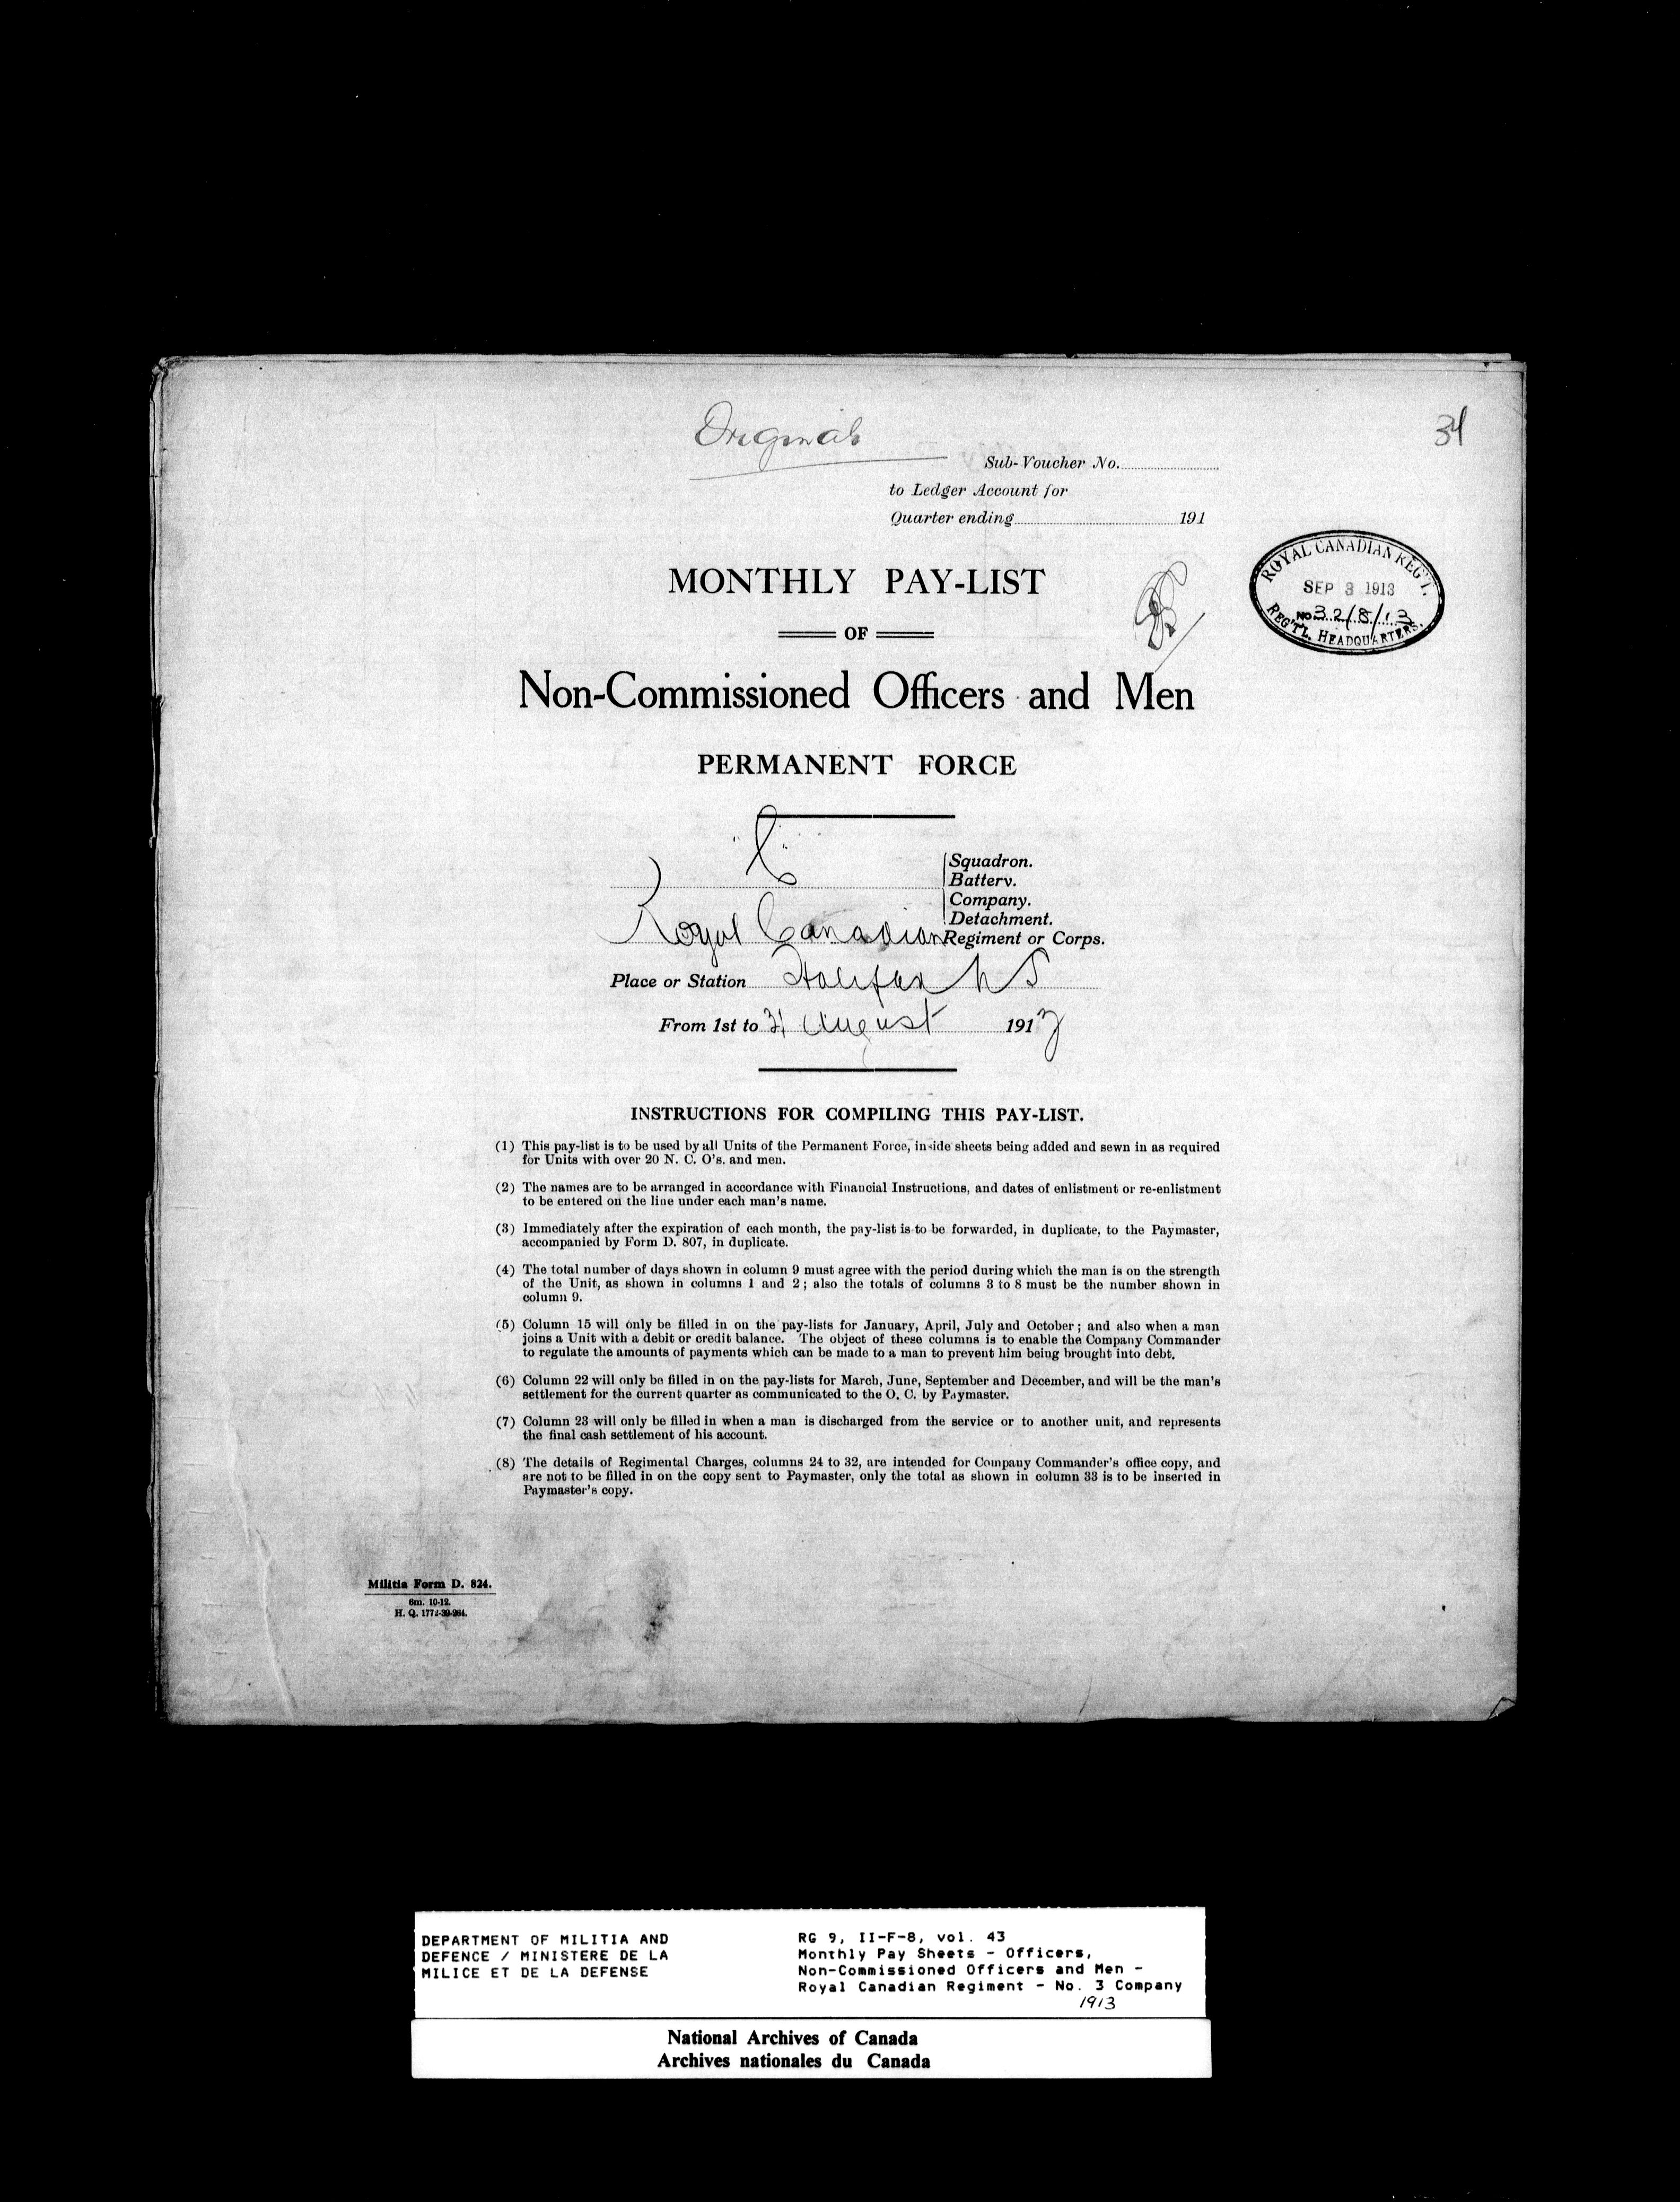 Original
34
Sub-Voucher No.
to Ledger Account for
Quarter ending 191
ROYAL CANADIAN REG'T.
SEP 3 1913
No 32/8/13
REG'T'L. HEADQUARTERS.
MONTHLY PAY-LIST
OF
Non-Commissioned Officers and Men
PERMANENT FORCE
"C"
Squadron.
Battery.
Company.
Detachment.
Royal Canadian Regiment or Corps.
Place or Station Halifax N S
From 1st to 31 August 1913
INSTRUCTIONS FOR COMPILING THIS PAY-LIST.
(1) This pay-list is to be used by all Units of the Permanent Force, inside sheets being added and sewn in as required
for Units with over 20 N. C. O's. and men.
(2) The names are to be arranged in accordance with Financial Instructions, and dates of enlistment or re-enlistment
to be entered on the line under each man's name.
(3) Immediately after the expiration of each month, the pay-list is to be forwarded, in duplicate, to the Paymaster,
accompanied by Form D. 807, in duplicate.
(4) The total number of days shown in column 9 must agree with the period during which the man is on the strength
of the Unit, as shown in columns 1 and 2; also the totals of columns 3 to 8 must be the number shown in
column 9.
(5) Column 15 will only be filled in on the pay-lists for January, April, July and October; and also when a man
joins a Unit with a debit or credit balance. The object of these columns is to enable the Company Commander
to regulate the amounts of payments which can be made to a man to prevent him being brought into debt.
(6) Column 22 will only be filled in on the pay-lists for March, June, September and December, and will be the man's
settlement for the current quarter as communicated to the O. C. by Paymaster.
(7) Column 23 will only be filled in when a man is discharged from the service or to another unit, and represents
the final cash settlement of his account.
(8) The details of Regimental Charges, columns 24 to 32, are intended for Company Commander's office copy, and
are not to be filled in on the copy sent to Paymaster, only the total as shown in column 33 is to be inserted in
Paymaster's copy.
Militia Form D. 824.
6m. 10-12.
H. Q. 1772-39-264.
DEPARTMENT OF MILITIA AND
DEFENCE / MINISTERE DE LA
MILICE ET DE LA DEFENSE
RG 9, II-F-8, vol. 43
Monthly Pay Sheets - Officers,
Non-Commissioned Officers and Men -
Royal Canadian Regiment - No. 3 Company
1913
National Archives of Canada
Archives nationales du Canada